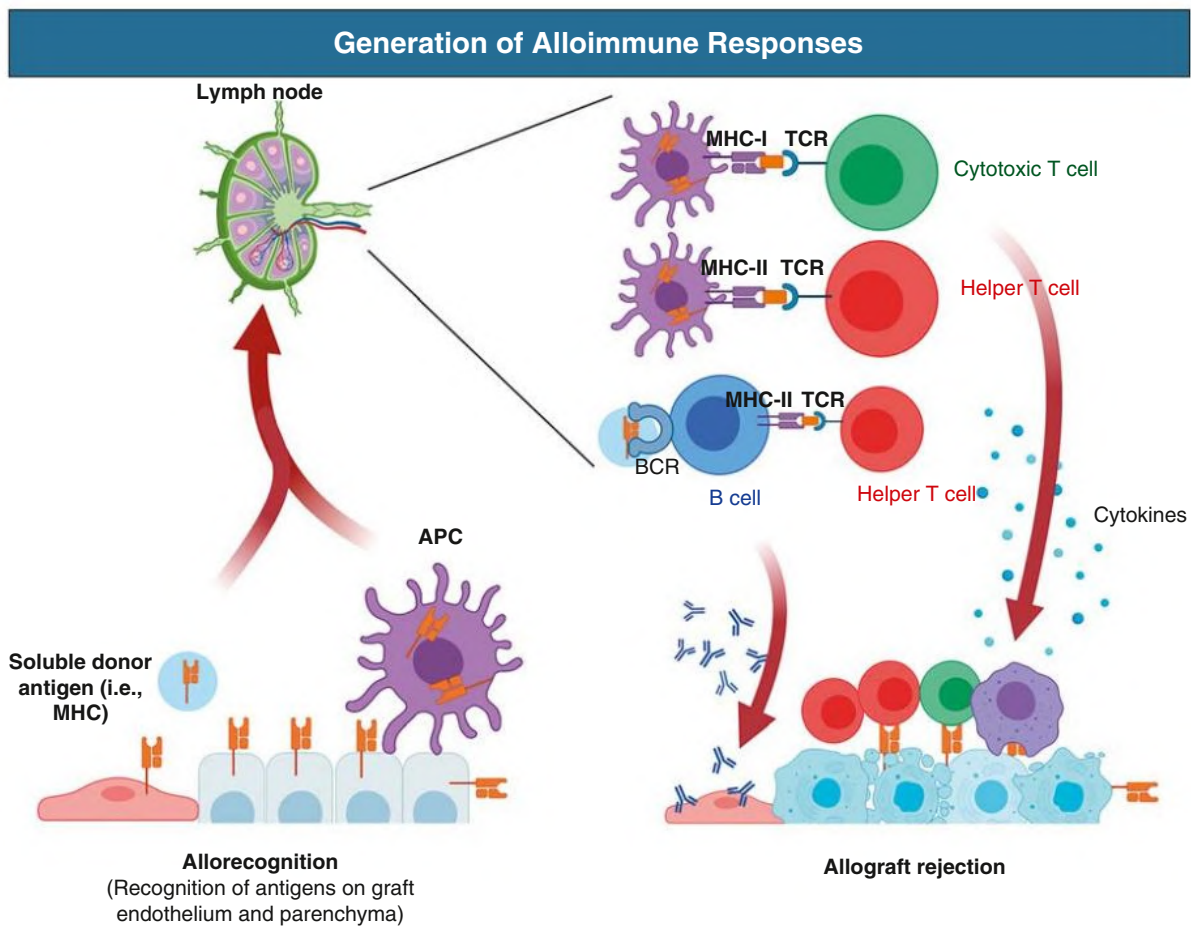 Generation of Alloimmune Responses
Lymph node
MHC-I TCR
Cytotoxic T cell
MHC-II TCR
Helper T cell
MHC-II TCR
BCR
B cell
Helper T cell
Cytokines
APC
Soluble donor
antigen (i.e.,
MHC)
Allorecognition
(Recognition of antigens on graft
endothelium and parenchyma)
Allograft rejection